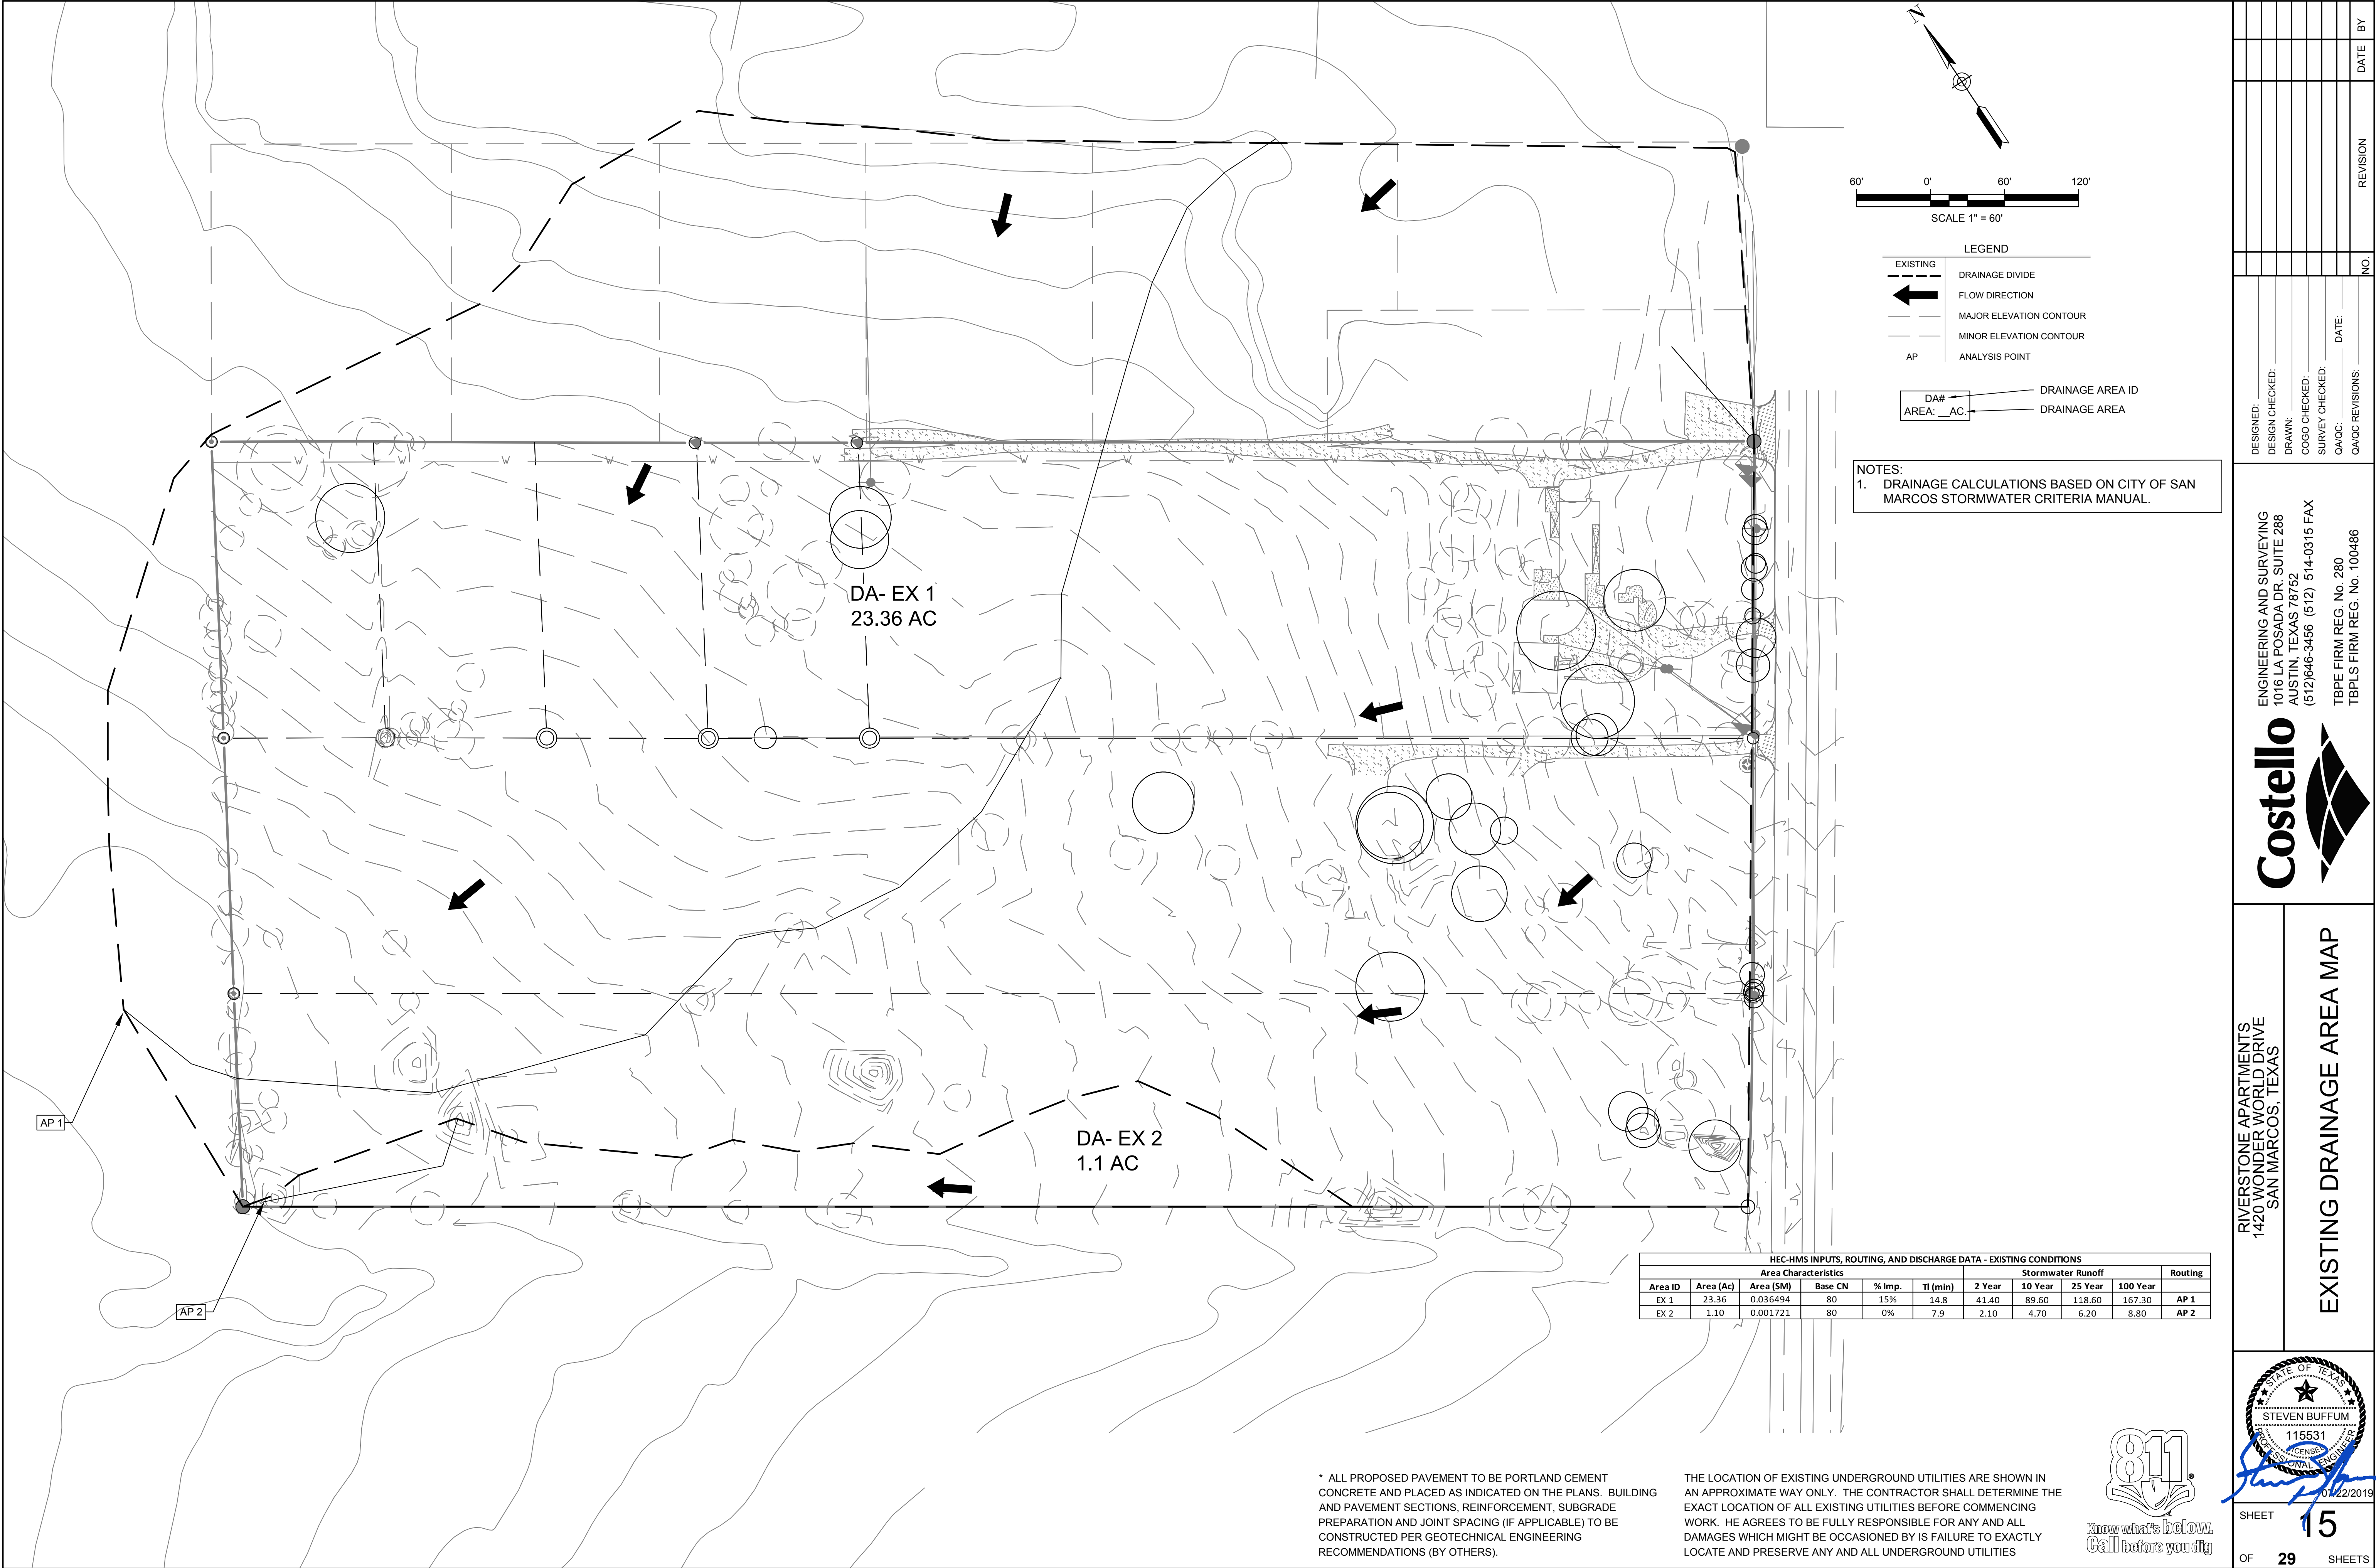 N
60'
0'
60'
120'
SCALE 1" = 60'
LEGEND
EXISTING
DRAINAGE DIVIDE
FLOW DIRECTION
MAJOR ELEVATION CONTOUR
MINOR ELEVATION CONTOUR
AP
ANALYSIS POINT
DA#
AREA: __AC.
DRAINAGE AREA ID
DRAINAGE AREA
NOTES:
1. DRAINAGE CALCULATIONS BASED ON CITY OF SAN
MARCOS STORMWATER CRITERIA MANUAL.
W W W W W W W W W W W W W W
DA- EX 1
23.36 AC
DA- EX 2
1.1 AC
AP 1
AP 2
HEC-HMS INPUTS, ROUTING, AND DISCHARGE DATA - EXISTING CONDITIONS
Area Characteristics Stormwater Runoff Routing
Area ID Area (Ac) Area (SM) Base CN % Imp. Tl (min) 2 Year 10 Year 25 Year 100 Year
EX 1 23.36 0.036494 80 15% 14.8 41.40 89.60 118.60 167.30 AP 1
EX 2 1.10 0.001721 80 0% 7.9 2.10 4.70 6.20 8.80 AP 2
* ALL PROPOSED PAVEMENT TO BE PORTLAND CEMENT
CONCRETE AND PLACED AS INDICATED ON THE PLANS. BUILDING
AND PAVEMENT SECTIONS, REINFORCEMENT, SUBGRADE
PREPARATION AND JOINT SPACING (IF APPLICABLE) TO BE
CONSTRUCTED PER GEOTECHNICAL ENGINEERING
RECOMMENDATIONS (BY OTHERS).
THE LOCATION OF EXISTING UNDERGROUND UTILITIES ARE SHOWN IN
AN APPROXIMATE WAY ONLY. THE CONTRACTOR SHALL DETERMINE THE
EXACT LOCATION OF ALL EXISTING UTILITIES BEFORE COMMENCING
WORK. HE AGREES TO BE FULLY RESPONSIBLE FOR ANY AND ALL
DAMAGES WHICH MIGHT BE OCCASIONED BY IS FAILURE TO EXACTLY
LOCATE AND PRESERVE ANY AND ALL UNDERGROUND UTILITIES
811
®
Know what's below.
Call before you dig
NO. REVISION DATE BY
DESIGNED:
DESIGN CHECKED:
DRAWN:
COGO CHECKED:
SURVEY CHECKED:
QA/QC: DATE:
QA/QC REVISIONS:
Costello
ENGINEERING AND SURVEYING
1016 LA POSADA DR. SUITE 288
AUSTIN, TEXAS 78752
(512)646-3456 (512) 514-0315 FAX
TBPE FIRM REG. No. 280
TBPLS FIRM REG. No. 100486
RIVERSTONE APARTMENTS
1420 WONDER WORLD DRIVE
SAN MARCOS, TEXAS
EXISTING DRAINAGE AREA MAP
STATE OF TEXAS
STEVEN BUFFUM
115531
LICENSED
PROFESSIONAL ENGINEER
07/22/2019
SHEET
15
OF 29 SHEETS